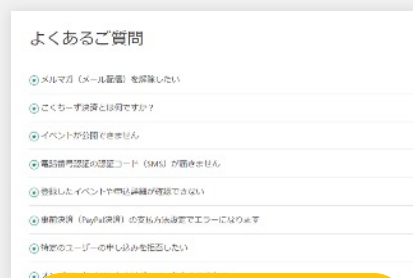 よくあるご質問
メルマガ（メール配信）を解除したい
こくちーず決済とは何ですか？
イベントが公開できません
電話番号認証の認証コード（SMS）が届きません
登録したイベントや申込詳細が確認できない
事前決済（PayPal決済）の支払方法設定でエラーになります
特定のユーザーの申し込みを拒否したい